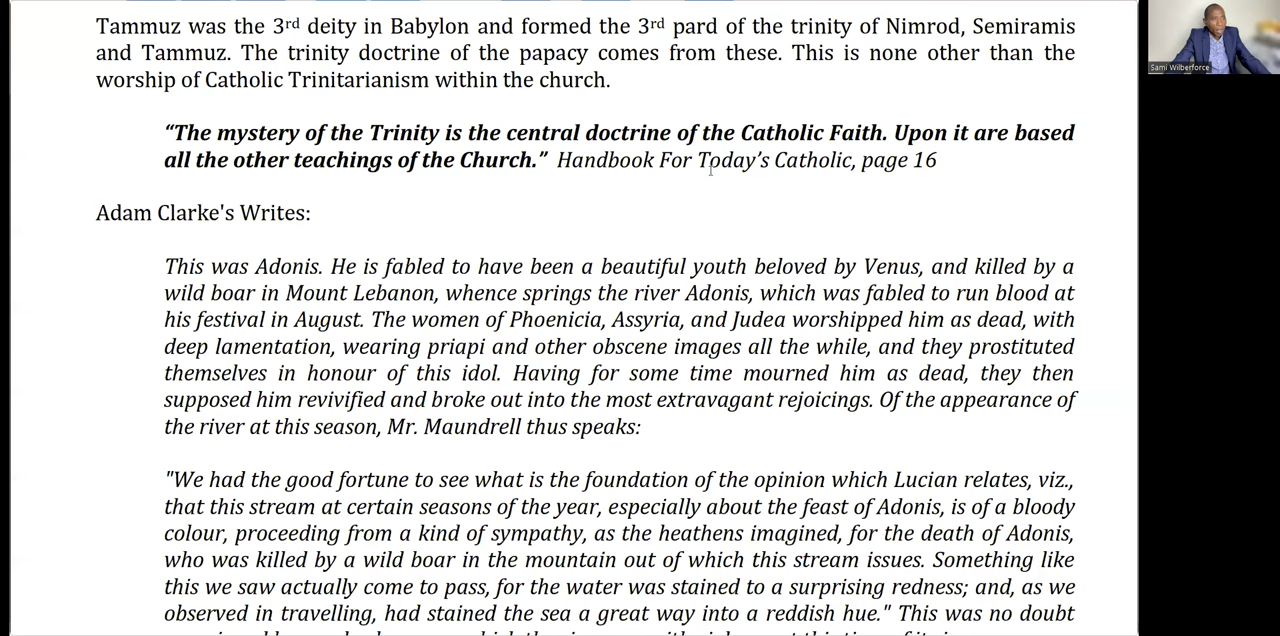 Tammuz was the 3rd deity in Babylon and formed the 3rd pard of the trinity of Nimrod, Semiramis
and Tammuz. The trinity doctrine of the papacy comes from these. This is none other than the
worship of Catholic Trinitarianism within the church.
“The mystery of the Trinity is the central doctrine of the Catholic Faith. Upon it are based
all the other teachings of the Church.” Handbook For Today’s Catholic, page 16
Adam Clarke's Writes:
This was Adonis. He is fabled to have been a beautiful youth beloved by Venus, and killed by a
wild boar in Mount Lebanon, whence springs the river Adonis, which was fabled to run blood at
his festival in August. The women of Phoenicia, Assyria, and Judea worshipped him as dead, with
deep lamentation, wearing priapi and other obscene images all the while, and they prostituted
themselves in honour of this idol. Having for some time mourned him as dead, they then
supposed him revivified and broke out into the most extravagant rejoicings. Of the appearance of
the river at this season, Mr. Maundrell thus speaks:
"We had the good fortune to see what is the foundation of the opinion which Lucian relates, viz.,
that this stream at certain seasons of the year, especially about the feast of Adonis, is of a bloody
colour, proceeding from a kind of sympathy, as the heathens imagined, for the death of Adonis,
who was killed by a wild boar in the mountain out of which this stream issues. Something like
this we saw actually come to pass, for the water was stained to a surprising redness; and, as we
observed in travelling, had stained the sea a great way into a reddish hue." This was no doubt
Sami Wilberforce